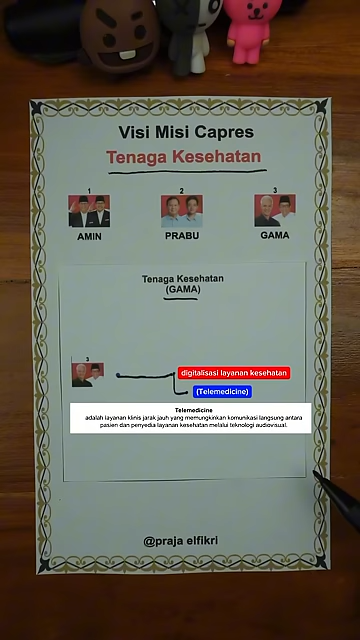 Visi Misi Capres
Tenaga Kesehatan
1 2 3
AMIN PRABU GAMA
Tenaga Kesehatan
(GAMA)
3
digitalisasi layanan kesehatan
(Telemedicine)
Telemedicine
adalah layanan klinis jarak jauh yang memungkinkan komunikasi langsung antara
pasien dan penyedia layanan kesehatan melalui teknologi audiovisual.
@praja elfikri